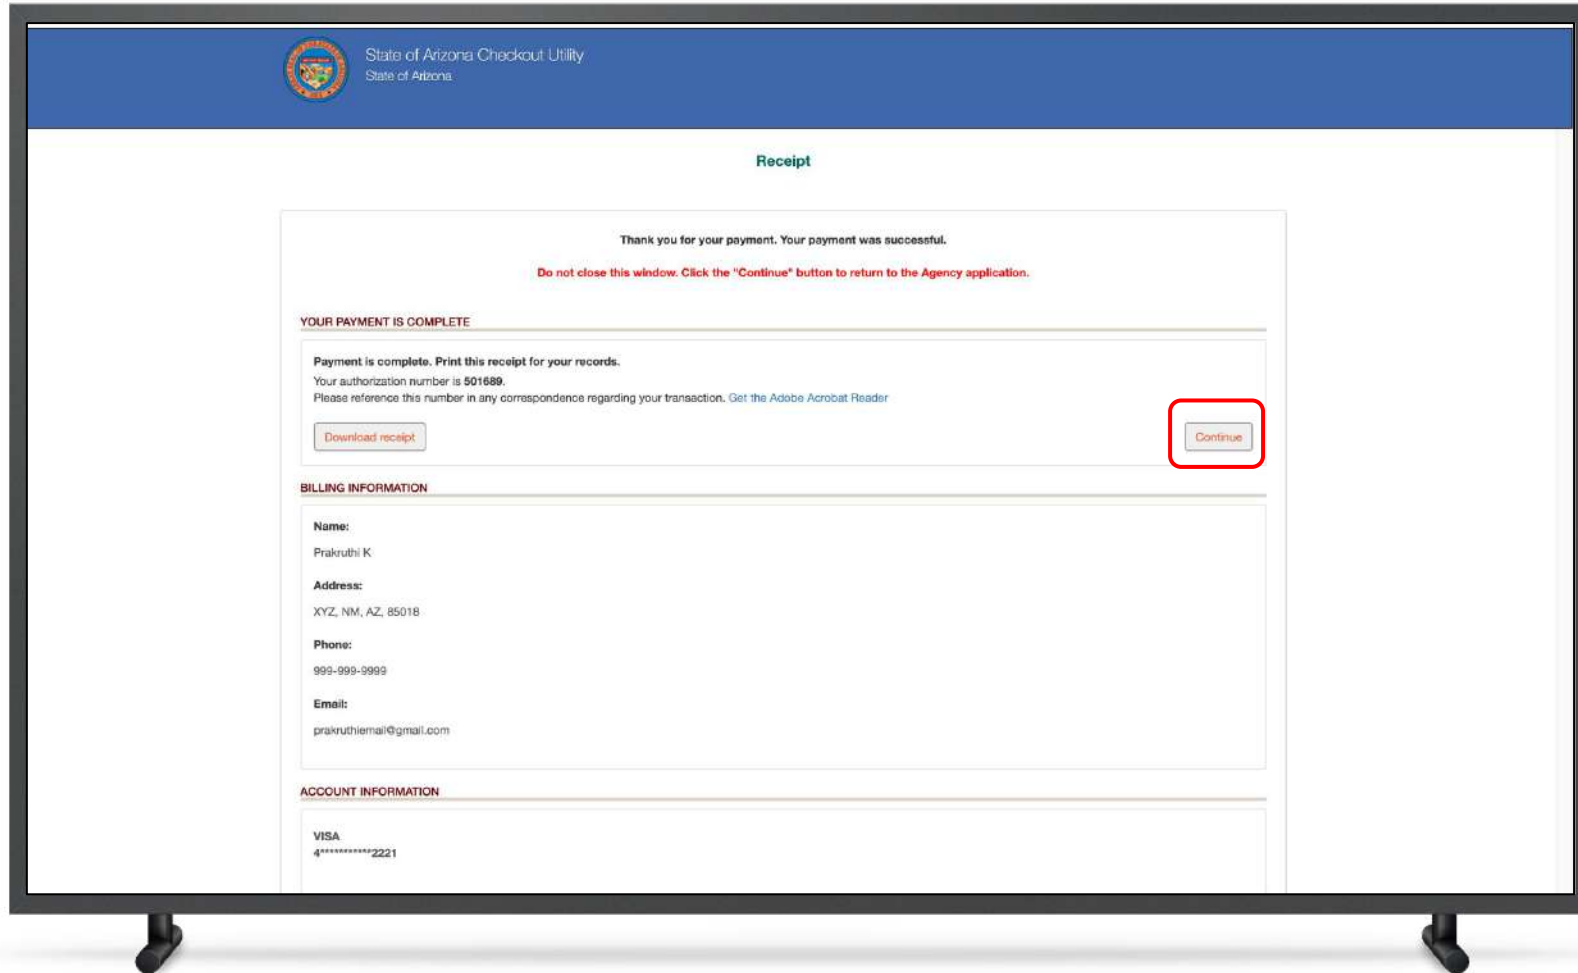 State of Arizona Checkout Utility
State of Arizona
Receipt
Thank you for your payment. Your payment was successful.
Do not close this window. Click the "Continue" button to return to the Agency application.
YOUR PAYMENT IS COMPLETE
Payment is complete. Print this receipt for your records.
Your authorization number is 501689.
Please reference this number in any correspondence regarding your transaction. Get the Adobe Acrobat Reader
Download receipt
Continue
BILLING INFORMATION
Name:
Prakruthi K
Address:
XYZ, NM, AZ, 85018
Phone:
999-999-9999
Email:
prakruthiemail@gmail.com
ACCOUNT INFORMATION
VISA
4***********2221